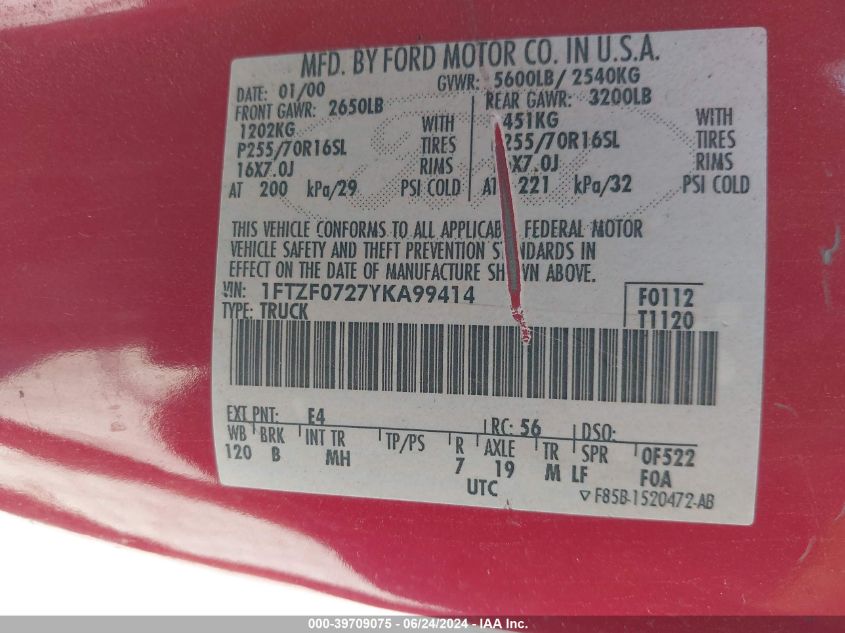 MFD. BY FORD MOTOR CO. IN U.S.A.
DATE: 01/00 GVWR: 5600LB/ 2540KG
FRONT GAWR: 2650LB REAR GAWR: 3200LB
1202KG WITH 451KG WITH
P255/70R16SL TIRES 255/70R16SL TIRES
16X7.0J RIMS 6X7.0J RIMS
AT 200 kPa/29 PSI COLD AT 221 kPa/32 PSI COLD
THIS VEHICLE CONFORMS TO ALL APPLICAB FEDERAL MOTOR
VEHICLE SAFETY AND THEFT PREVENTION S NDARDS IN
EFFECT ON THE DATE OF MANUFACTURE SH WN ABOVE.
VIN: 1FTZF0727YKA99414 F0112
TYPE: TRUCK T1120
EXT PNT: E4 RC: 56 DSO:
WB BRK INT TR TP/PS R AXLE TR SPR 0F522
120 B MH 7 19 M LF F0A
UTC ▽ F85B-1520472-AB
000-39709075 - 06/24/2024 - IAA Inc.